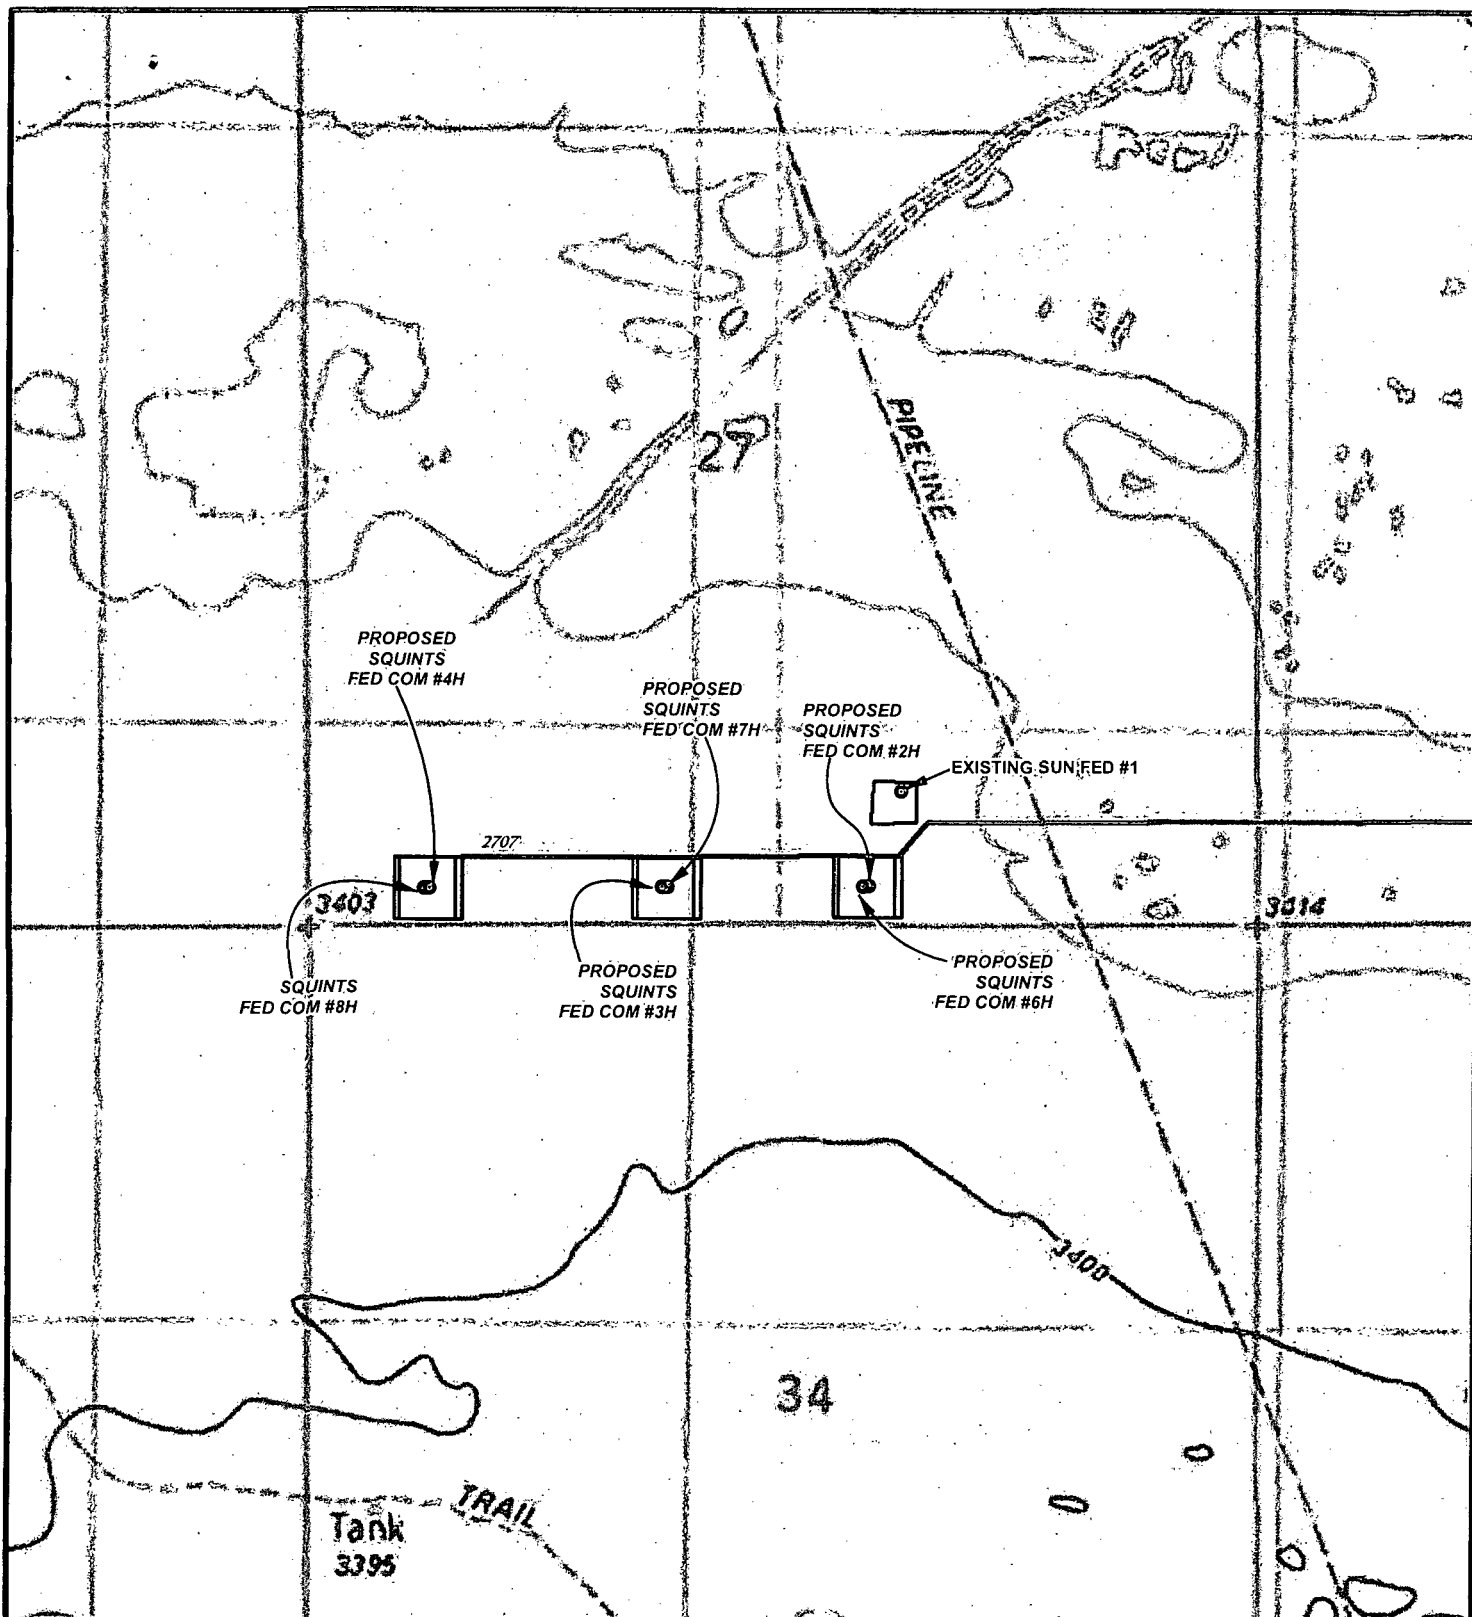 27
PIPELINE
PROPOSED
SQUINTS
FED COM #4H
PROPOSED
SQUINTS
FED COM #7H
PROPOSED
SQUINTS
FED COM #2H
EXISTING SUN FED #1
2707
3403
3414
SQUINTS
FED COM #8H
PROPOSED
SQUINTS
FED COM #3H
PROPOSED
SQUINTS
FED COM #6H
3400
34
TRAIL
Tank
3395